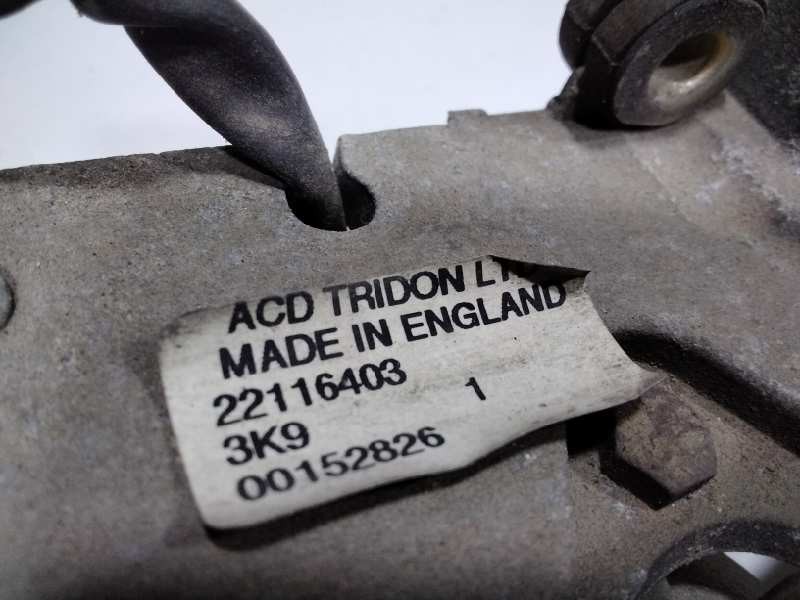 ACD TRIDON
MADE IN ENGLAND
22116403
3K9 1
00152826